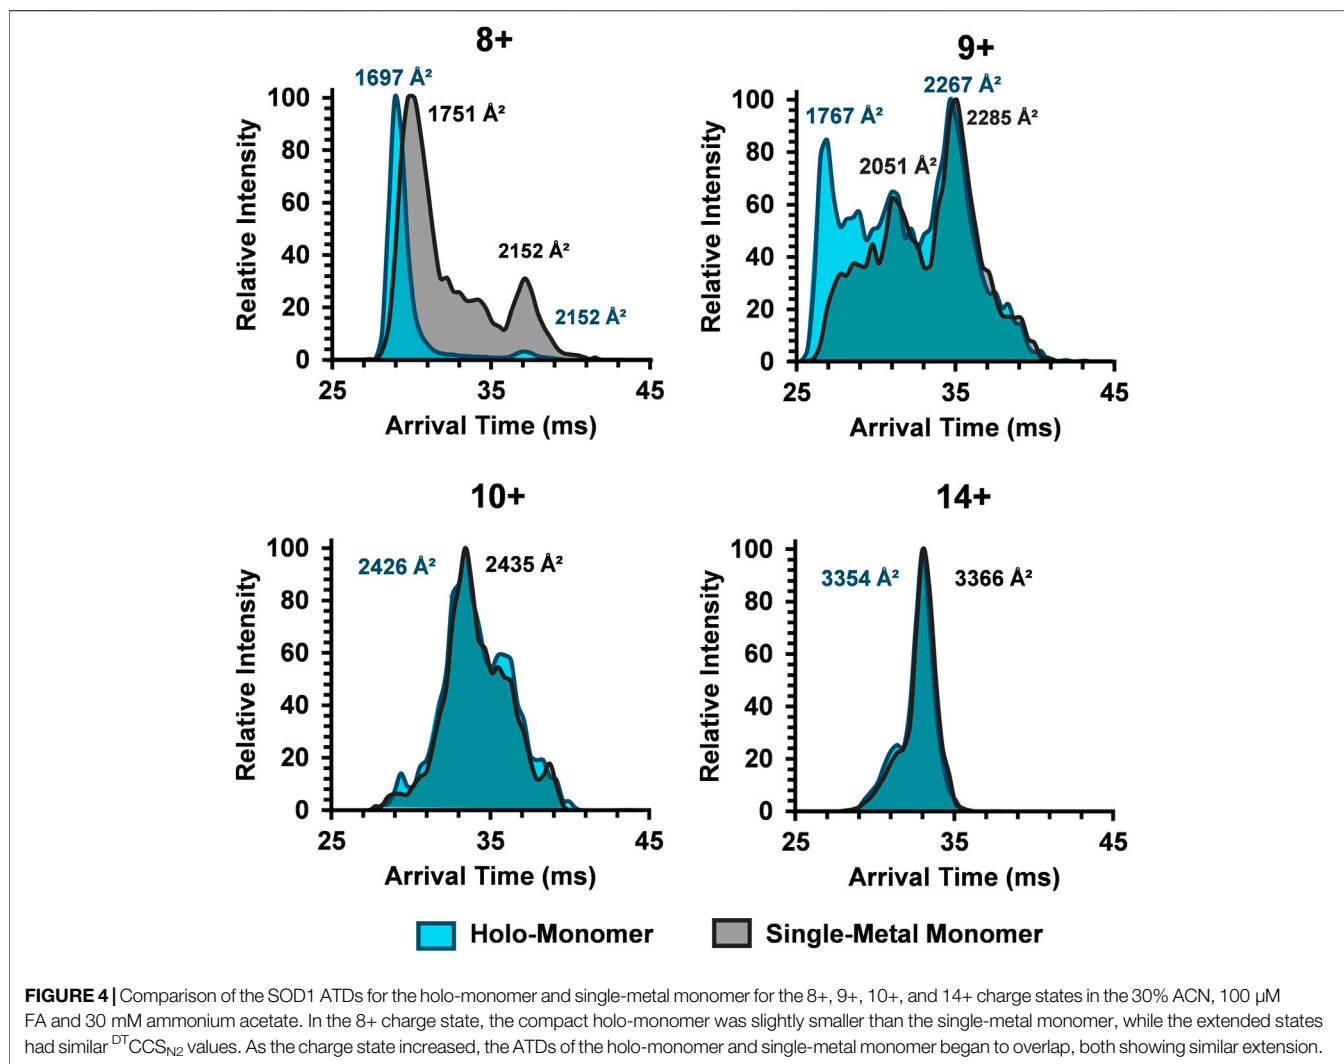 8+
1697 Å²
1751 Å²
2152 Å²
2152 Å²
100
80
60
40
20
0
Relative Intensity
25
35
45
Arrival Time (ms)
9+
2267 Å²
1767 Å²
2285 Å²
2051 Å²
100
80
60
40
20
0
Relative Intensity
25
35
45
Arrival Time (ms)
10+
2426 Å²
2435 Å²
100
80
60
40
20
0
Relative Intensity
25
35
45
Arrival Time (ms)
14+
3354 Å²
3366 Å²
100
80
60
40
20
0
Relative Intensity
25
35
45
Arrival Time (ms)
Holo-Monomer
Single-Metal Monomer
FIGURE 4 | Comparison of the SOD1 ATDs for the holo-monomer and single-metal monomer for the 8+, 9+, 10+, and 14+ charge states in the 30% ACN, 100 μM
FA and 30 mM ammonium acetate. In the 8+ charge state, the compact holo-monomer was slightly smaller than the single-metal monomer, while the extended states
had similar ᴰᵀCCS_N2 values. As the charge state increased, the ATDs of the holo-monomer and single-metal monomer began to overlap, both showing similar extension.